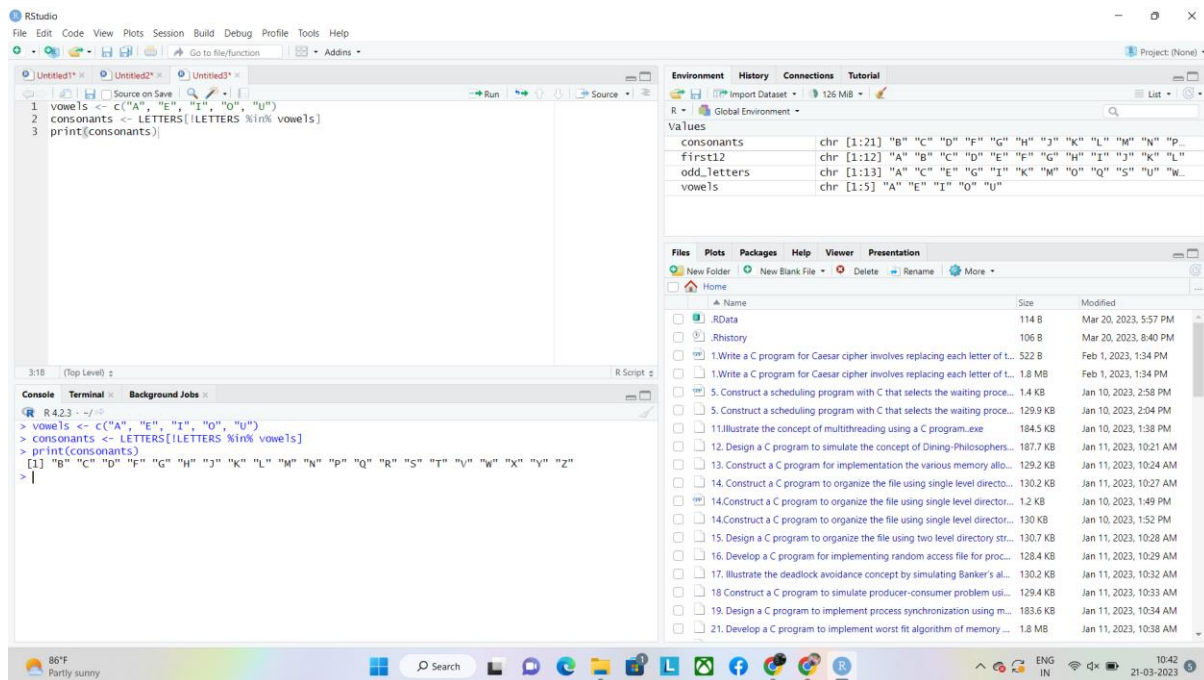 RStudio
File Edit Code View Plots Session Build Debug Profile Tools Help
Go to file/function Addins Project: (None)
Untitled1* Untitled2* Untitled3*
Source on Save Run Source
1 vowels <- c("A", "E", "I", "O", "U")
2 consonants <- LETTERS[!LETTERS %in% vowels]
3 print(consonants)
3:18 (Top Level) R Script
Console Terminal Background Jobs
R 4.2.3 · ~/
> vowels <- c("A", "E", "I", "O", "U")
> consonants <- LETTERS[!LETTERS %in% vowels]
> print(consonants)
[1] "B" "C" "D" "F" "G" "H" "J" "K" "L" "M" "N" "P" "Q" "R" "S" "T" "V" "W" "X" "Y" "Z"
>
Environment History Connections Tutorial
Import Dataset 126 MiB List
R Global Environment
Values
consonants chr [1:21] "B" "C" "D" "F" "G" "H" "J" "K" "L" "M" "N" "P…
first12 chr [1:12] "A" "B" "C" "D" "E" "F" "G" "H" "I" "J" "K" "L"
odd_letters chr [1:13] "A" "C" "E" "G" "I" "K" "M" "O" "Q" "S" "U" "W…
vowels chr [1:5] "A" "E" "I" "O" "U"
Files Plots Packages Help Viewer Presentation
New Folder New Blank File Delete Rename More
Home
Name Size Modified
.RData 114 B Mar 20, 2023, 5:57 PM
.Rhistory 106 B Mar 20, 2023, 8:40 PM
1.Write a C program for Caesar cipher involves replacing each letter of t... 522 B Feb 1, 2023, 1:34 PM
1.Write a C program for Caesar cipher involves replacing each letter of t... 1.8 MB Feb 1, 2023, 1:34 PM
5. Construct a scheduling program with C that selects the waiting proce... 1.4 KB Jan 10, 2023, 2:58 PM
5. Construct a scheduling program with C that selects the waiting proce... 129.9 KB Jan 10, 2023, 2:04 PM
11.Illustrate the concept of multithreading using a C program..exe 184.5 KB Jan 10, 2023, 1:38 PM
12. Design a C program to simulate the concept of Dining-Philosophers... 187.7 KB Jan 11, 2023, 10:21 AM
13. Construct a C program for implementation the various memory allo... 129.2 KB Jan 11, 2023, 10:24 AM
14. Construct a C program to organize the file using single level directo... 130.2 KB Jan 11, 2023, 10:27 AM
14.Construct a C program to organize the file using single level director... 1.2 KB Jan 10, 2023, 1:49 PM
14.Construct a C program to organize the file using single level director... 130 KB Jan 10, 2023, 1:52 PM
15. Design a C program to organize the file using two level directory str... 130.7 KB Jan 11, 2023, 10:28 AM
16. Develop a C program for implementing random access file for proc... 128.4 KB Jan 11, 2023, 10:29 AM
17. Illustrate the deadlock avoidance concept by simulating Banker's al... 130.2 KB Jan 11, 2023, 10:32 AM
18 Construct a C program to simulate producer-consumer problem usi... 129.4 KB Jan 11, 2023, 10:33 AM
19. Design a C program to implement process synchronization using m... 183.6 KB Jan 11, 2023, 10:34 AM
21. Develop a C program to implement worst fit algorithm of memory ... 1.8 MB Jan 11, 2023, 10:38 AM
86°F
Partly sunny
Search
ENG
IN
10:42
21-03-2023
5